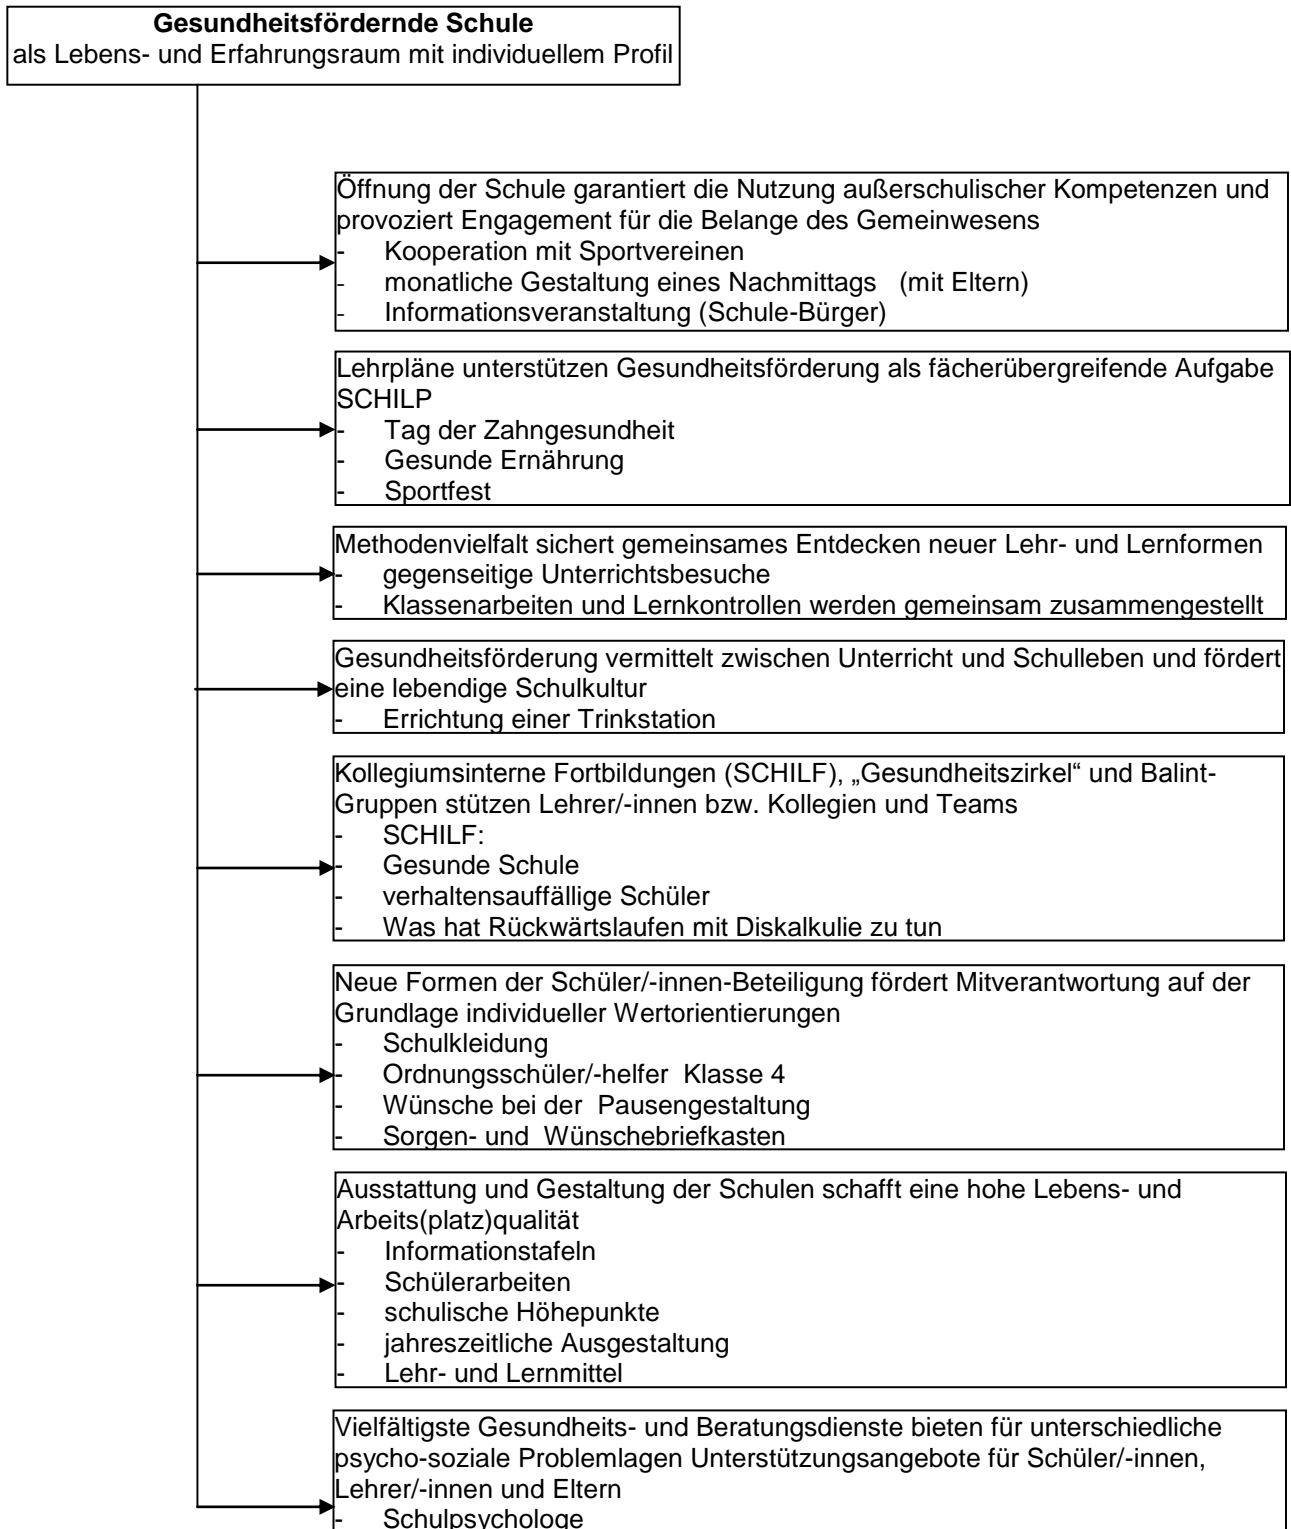 Gesundheitsfördernde Schule
als Lebens- und Erfahrungsraum mit individuellem Profil
Öffnung der Schule garantiert die Nutzung außerschulischer Kompetenzen und
provoziert Engagement für die Belange des Gemeinwesens
- Kooperation mit Sportvereinen
- monatliche Gestaltung eines Nachmittags (mit Eltern)
- Informationsveranstaltung (Schule-Bürger)
Lehrpläne unterstützen Gesundheitsförderung als fächerübergreifende Aufgabe
SCHILP
- Tag der Zahngesundheit
- Gesunde Ernährung
- Sportfest
Methodenvielfalt sichert gemeinsames Entdecken neuer Lehr- und Lernformen
- gegenseitige Unterrichtsbesuche
- Klassenarbeiten und Lernkontrollen werden gemeinsam zusammengestellt
Gesundheitsförderung vermittelt zwischen Unterricht und Schulleben und fördert
eine lebendige Schulkultur
- Errichtung einer Trinkstation
Kollegiumsinterne Fortbildungen (SCHILF), „Gesundheitszirkel“ und Balint-
Gruppen stützen Lehrer/-innen bzw. Kollegien und Teams
- SCHILF:
- Gesunde Schule
- verhaltensauffällige Schüler
- Was hat Rückwärtslaufen mit Diskalkulie zu tun
Neue Formen der Schüler/-innen-Beteiligung fördert Mitverantwortung auf der
Grundlage individueller Wertorientierungen
- Schulkleidung
- Ordnungsschüler/-helfer Klasse 4
- Wünsche bei der Pausengestaltung
- Sorgen- und Wünschebriefkasten
Ausstattung und Gestaltung der Schulen schafft eine hohe Lebens- und
Arbeits(platz)qualität
- Informationstafeln
- Schülerarbeiten
- schulische Höhepunkte
- jahreszeitliche Ausgestaltung
- Lehr- und Lernmittel
Vielfältigste Gesundheits- und Beratungsdienste bieten für unterschiedliche
psycho-soziale Problemlagen Unterstützungsangebote für Schüler/-innen,
Lehrer/-innen und Eltern
- Schulpsychologe